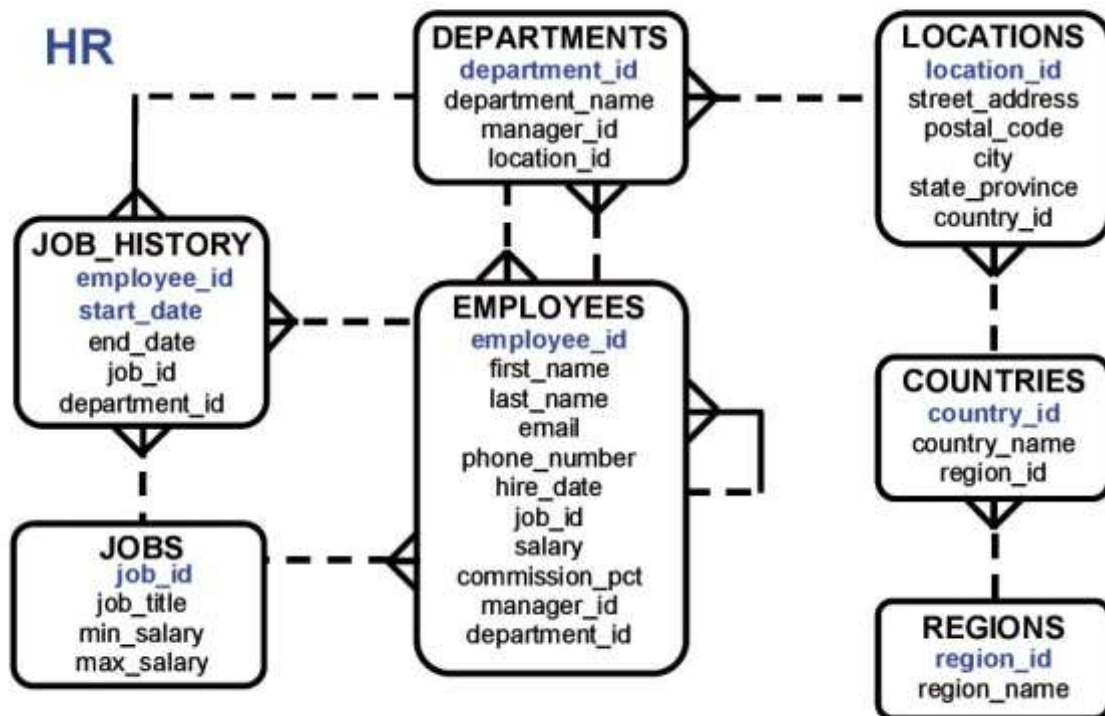 HR
DEPARTMENTS
department_id
department_name
manager_id
location_id
LOCATIONS
location_id
street_address
postal_code
city
state_province
country_id
JOB_HISTORY
employee_id
start_date
end_date
job_id
department_id
EMPLOYEES
employee_id
first_name
last_name
email
phone_number
hire_date
job_id
salary
commission_pct
manager_id
department_id
COUNTRIES
country_id
country_name
region_id
JOBS
job_id
job_title
min_salary
max_salary
REGIONS
region_id
region_name